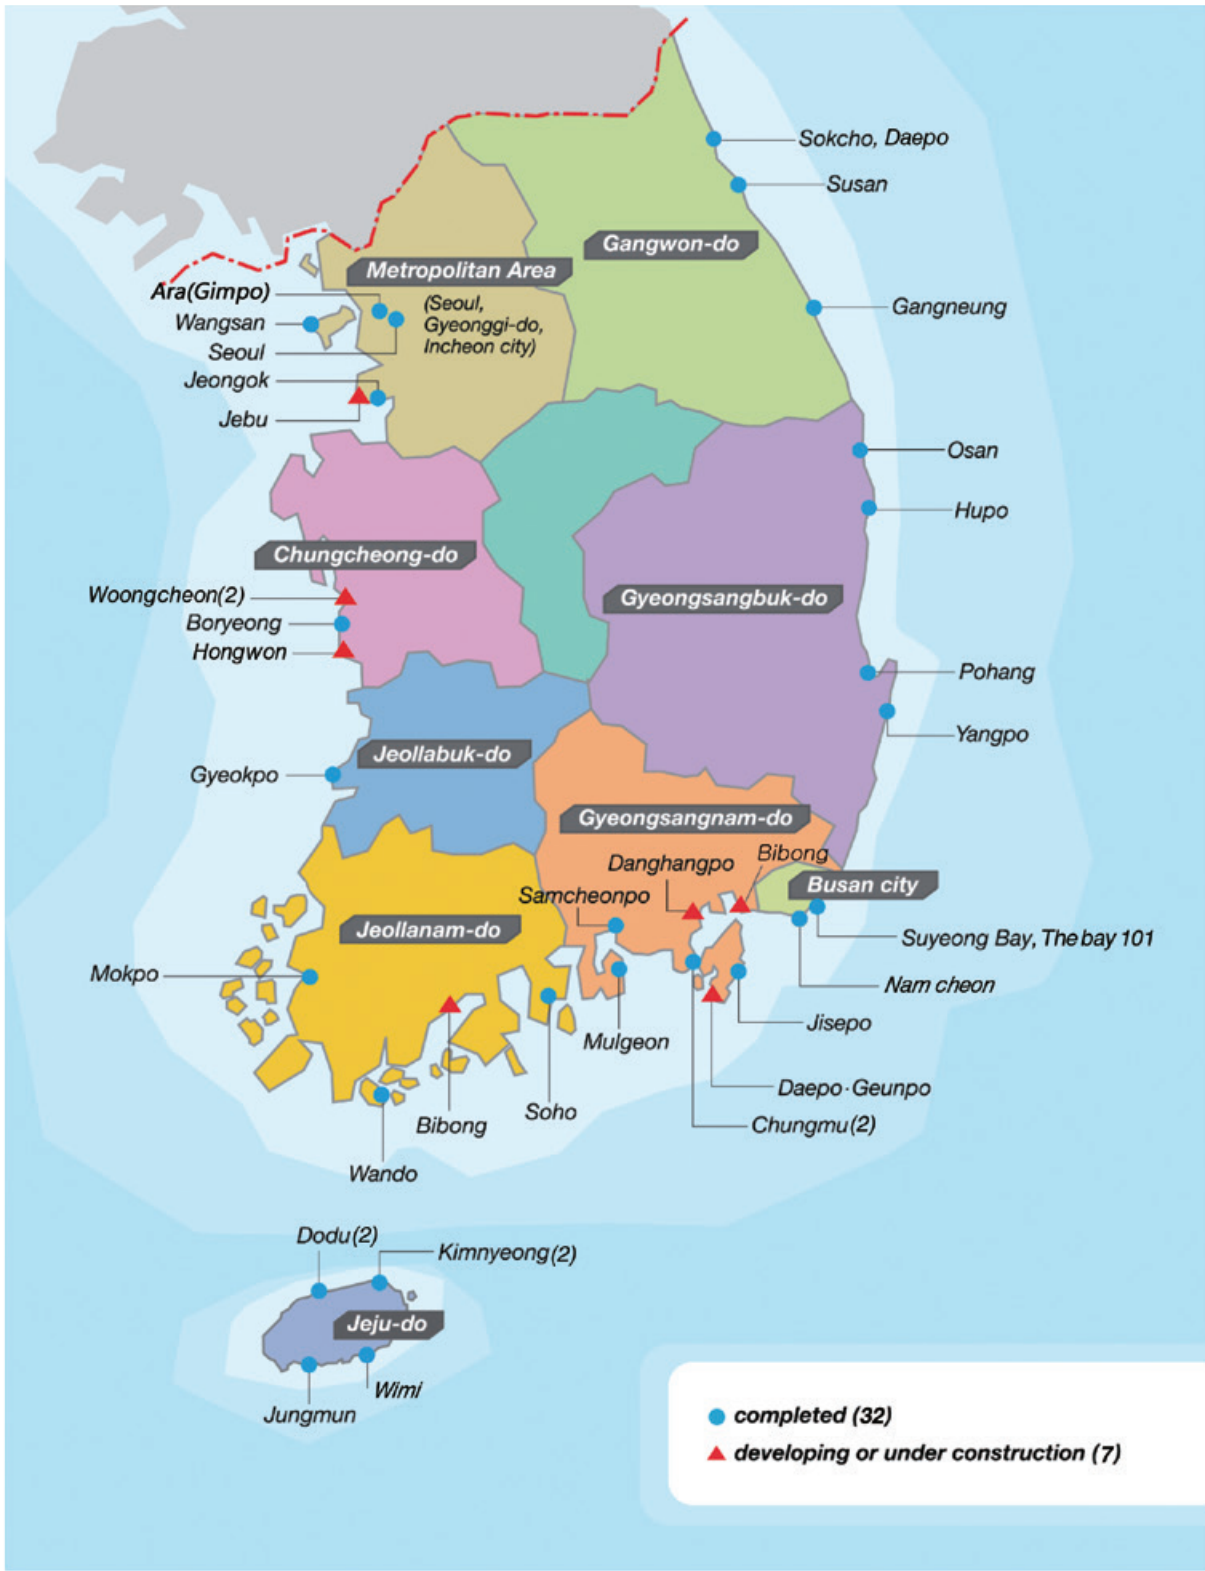 Sokcho, Daepo
Susan
Gangwon-do
Metropolitan Area
(Seoul,
Gyeonggi-do,
Incheon city)
Ara(Gimpo)
Wangsan
Seoul
Jeongok
Jebu
Gangneung
Osan
Hupo
Chungcheong-do
Woongcheon(2)
Boryeong
Hongwon
Gyeongsangbuk-do
Pohang
Yangpo
Jeollabuk-do
Gyeokpo
Gyeongsangnam-do
Danghangpo
Bibong
Samcheonpo
Busan city
Suyeong Bay, The bay 101
Nam cheon
Jeollanam-do
Mokpo
Mulgeon
Jisepo
Daepo·Geunpo
Chungmu(2)
Soho
Bibong
Wando
Dodu(2)
Kimnyeong(2)
Jeju-do
Wimi
Jungmun
completed (32)
developing or under construction (7)